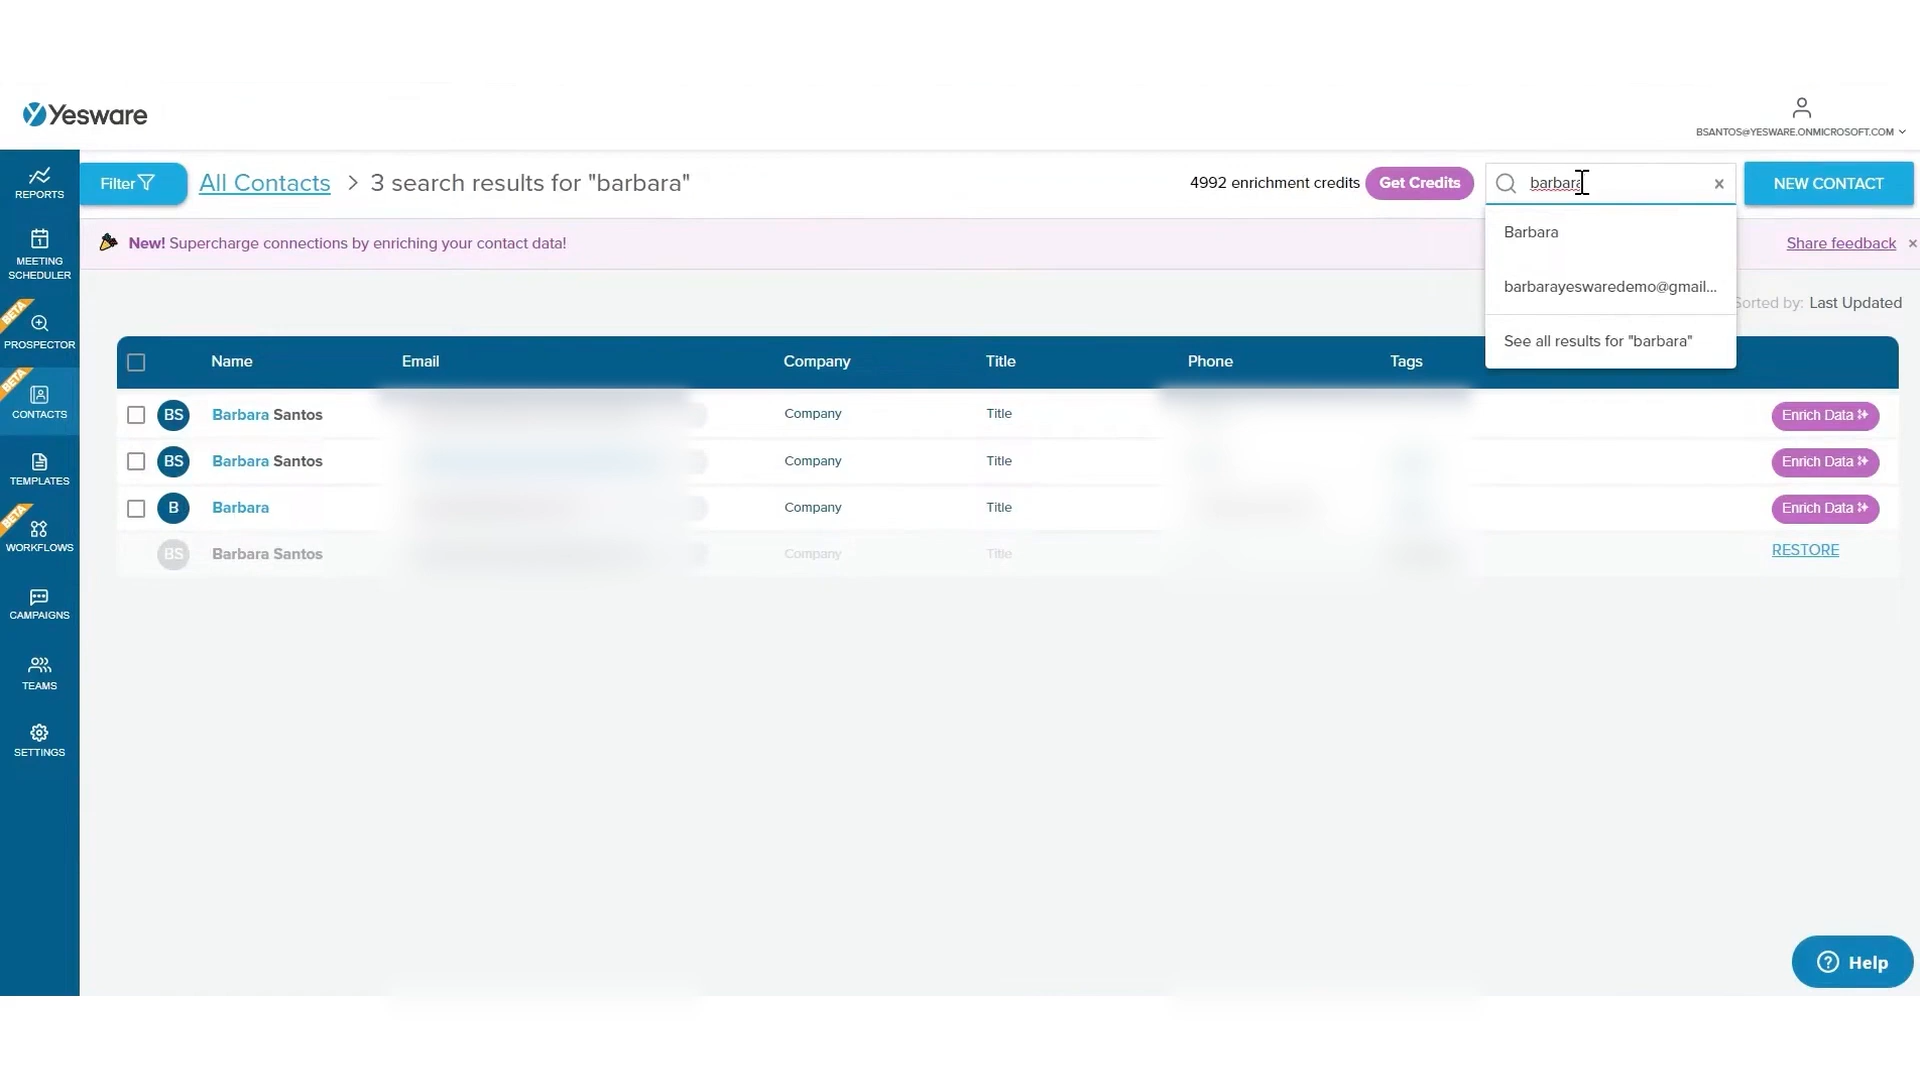 Yesware
BSANTOS@YESWARE.ONMICROSOFT.COM
REPORTS
MEETING
SCHEDULER
BETA
PROSPECTOR
BETA
CONTACTS
TEMPLATES
BETA
WORKFLOWS
CAMPAIGNS
TEAMS
SETTINGS
Filter
All Contacts > 3 search results for "barbara"
4992 enrichment credits
Get Credits
barbara
NEW CONTACT
Barbara
barbarayeswaredemo@gmail...
See all results for "barbara"
New! Supercharge connections by enriching your contact data!
Share feedback
Sorted by: Last Updated
Name Email Company Title Phone Tags
BS Barbara Santos Company Title Enrich Data
BS Barbara Santos Company Title Enrich Data
B Barbara Company Title Enrich Data
BS Barbara Santos Company Title RESTORE
Help